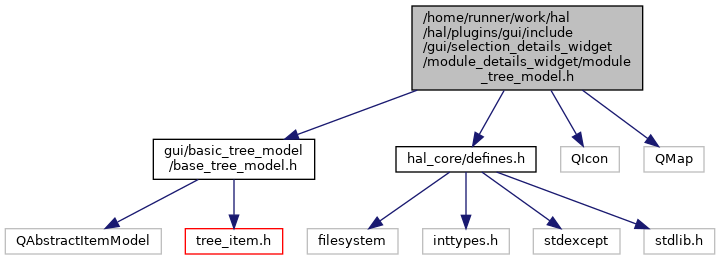 /home/runner/work/hal
/hal/plugins/gui/include
/gui/selection_details_widget
/module_details_widget/module
_tree_model.h
gui/basic_tree_model
/base_tree_model.h
hal_core/defines.h
QIcon
QMap
QAbstractItemModel
tree_item.h
filesystem
inttypes.h
stdexcept
stdlib.h